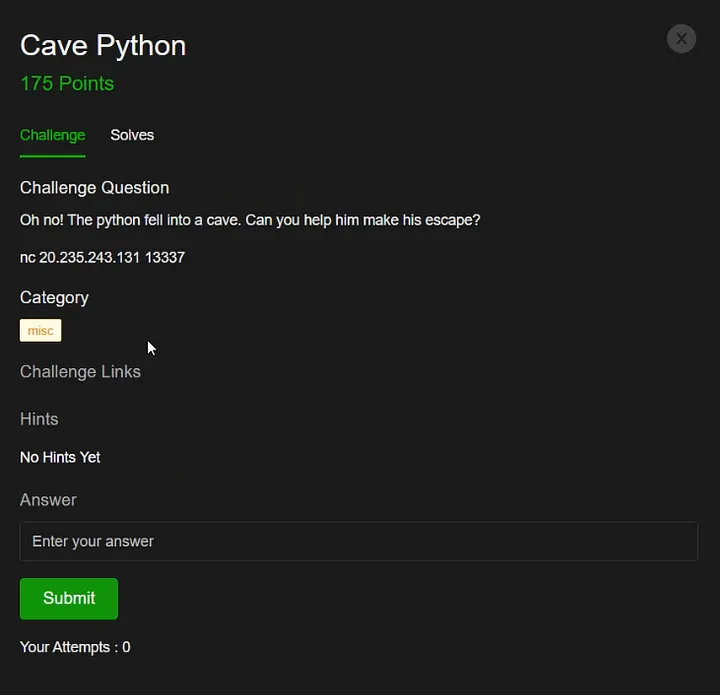 Cave Python
175 Points
Challenge Solves
Challenge Question
Oh no! The python fell into a cave. Can you help him make his escape?
nc 20.235.243.131 13337
Category
misc
Challenge Links
Hints
No Hints Yet
Answer
Enter your answer
Submit
Your Attempts : 0